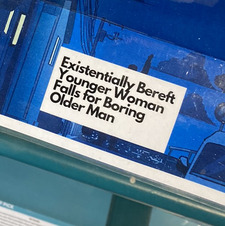 Existentially Bereft
Younger Woman
Falls for Boring
Older Man